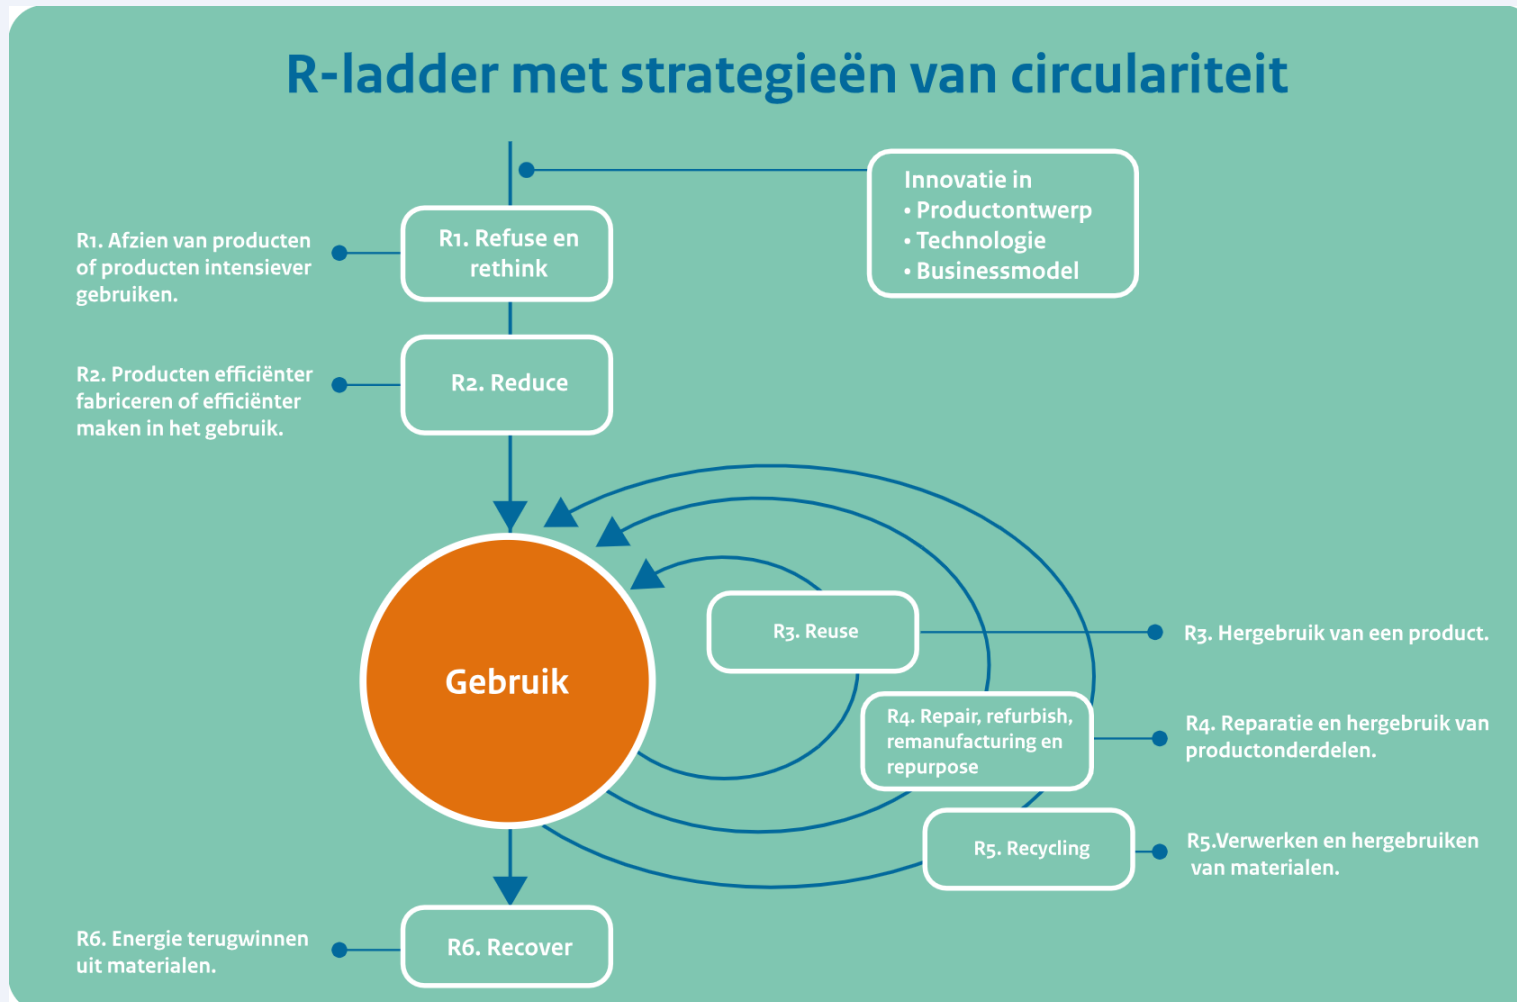 R-ladder met strategieën van circulariteit
Innovatie in
• Productontwerp
• Technologie
• Businessmodel
R1. Afzien van producten
of producten intensiever
gebruiken.
R1. Refuse en
rethink
R2. Producten efficiënter
fabriceren of efficiënter
maken in het gebruik.
R2. Reduce
Gebruik
R3. Reuse
R3. Hergebruik van een product.
R4. Repair, refurbish,
remanufacturing en
repurpose
R4. Reparatie en hergebruik van
productonderdelen.
R5. Recycling
R5.Verwerken en hergebruiken
van materialen.
R6. Energie terugwinnen
uit materialen.
R6. Recover